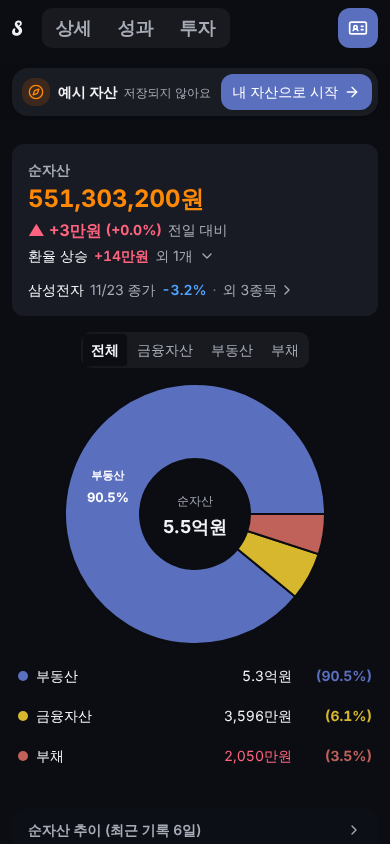 상세 성과 투자
예시 자산 저장되지 않아요 내 자산으로 시작 →
순자산
551,303,200원
▲ +3만원 (+0.0%) 전일 대비
환율 상승 +14만원 외 1개
삼성전자 11/23 종가 -3.2% · 외 3종목 >
전체 금융자산 부동산 부채
부동산
90.5%
순자산
5.5억원
부동산 5.3억원 (90.5%)
금융자산 3,596만원 (6.1%)
부채 2,050만원 (3.5%)
순자산 추이 (최근 기록 6일) >